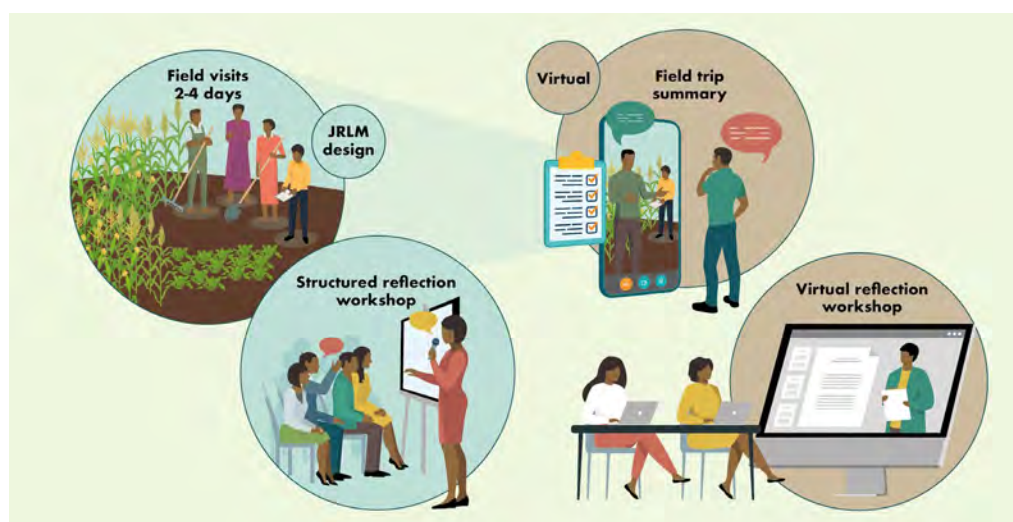 Field visits
2-4 days
JRLM
design
Structured reflection
workshop
Virtual
Field trip
summary
Virtual reflection
workshop